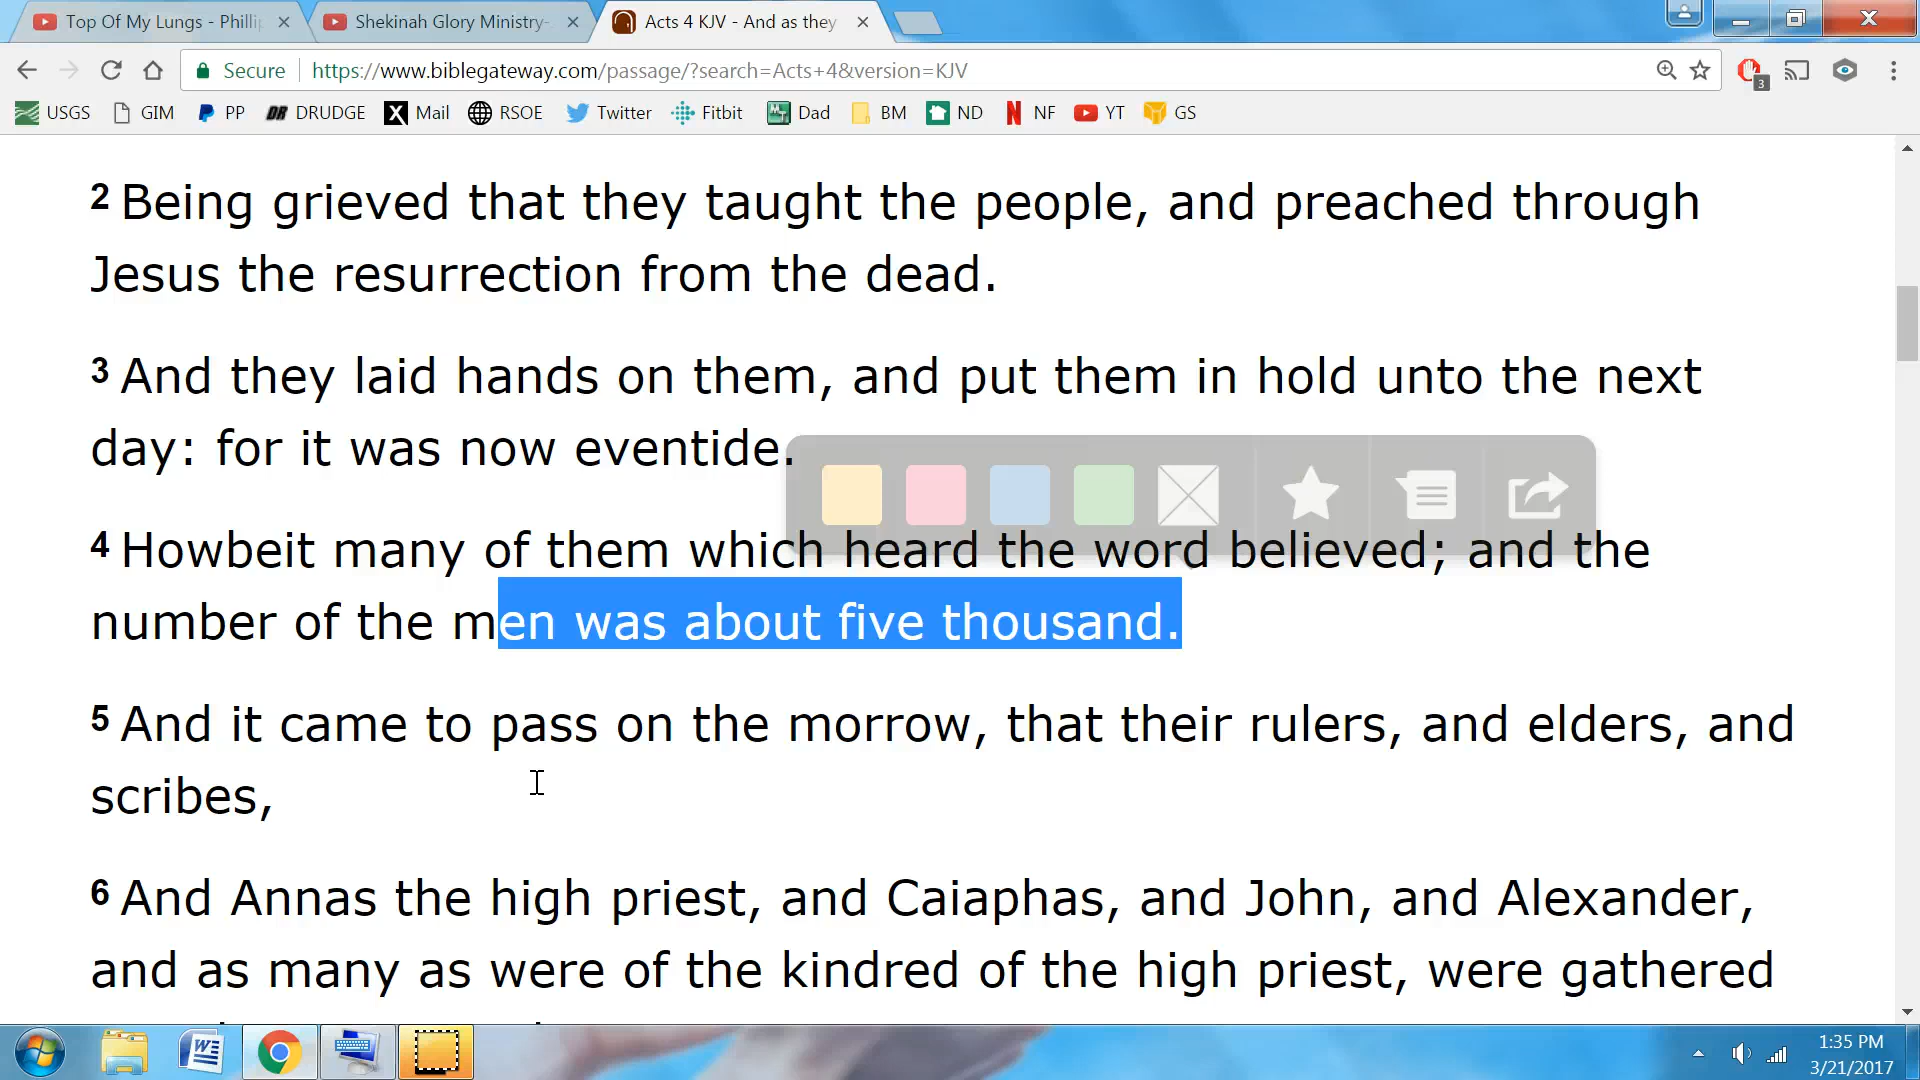 Top Of My Lungs - Phillip
Shekinah Glory Ministry-
Acts 4 KJV - And as they
Secure
https://www.biblegateway.com/passage/?search=Acts+4&version=KJV
3
USGS
GIM
PP
DR DRUDGE
X Mail
RSOE
Twitter
Fitbit
Dad
BM
ND
N NF
YT
GS
2 Being grieved that they taught the people, and preached through
Jesus the resurrection from the dead.
3 And they laid hands on them, and put them in hold unto the next
day: for it was now eventide.
4 Howbeit many of them which heard the word believed; and the
number of the men was about five thousand.
5 And it came to pass on the morrow, that their rulers, and elders, and
scribes,
6 And Annas the high priest, and Caiaphas, and John, and Alexander,
and as many as were of the kindred of the high priest, were gathered
1:35 PM
3/21/2017